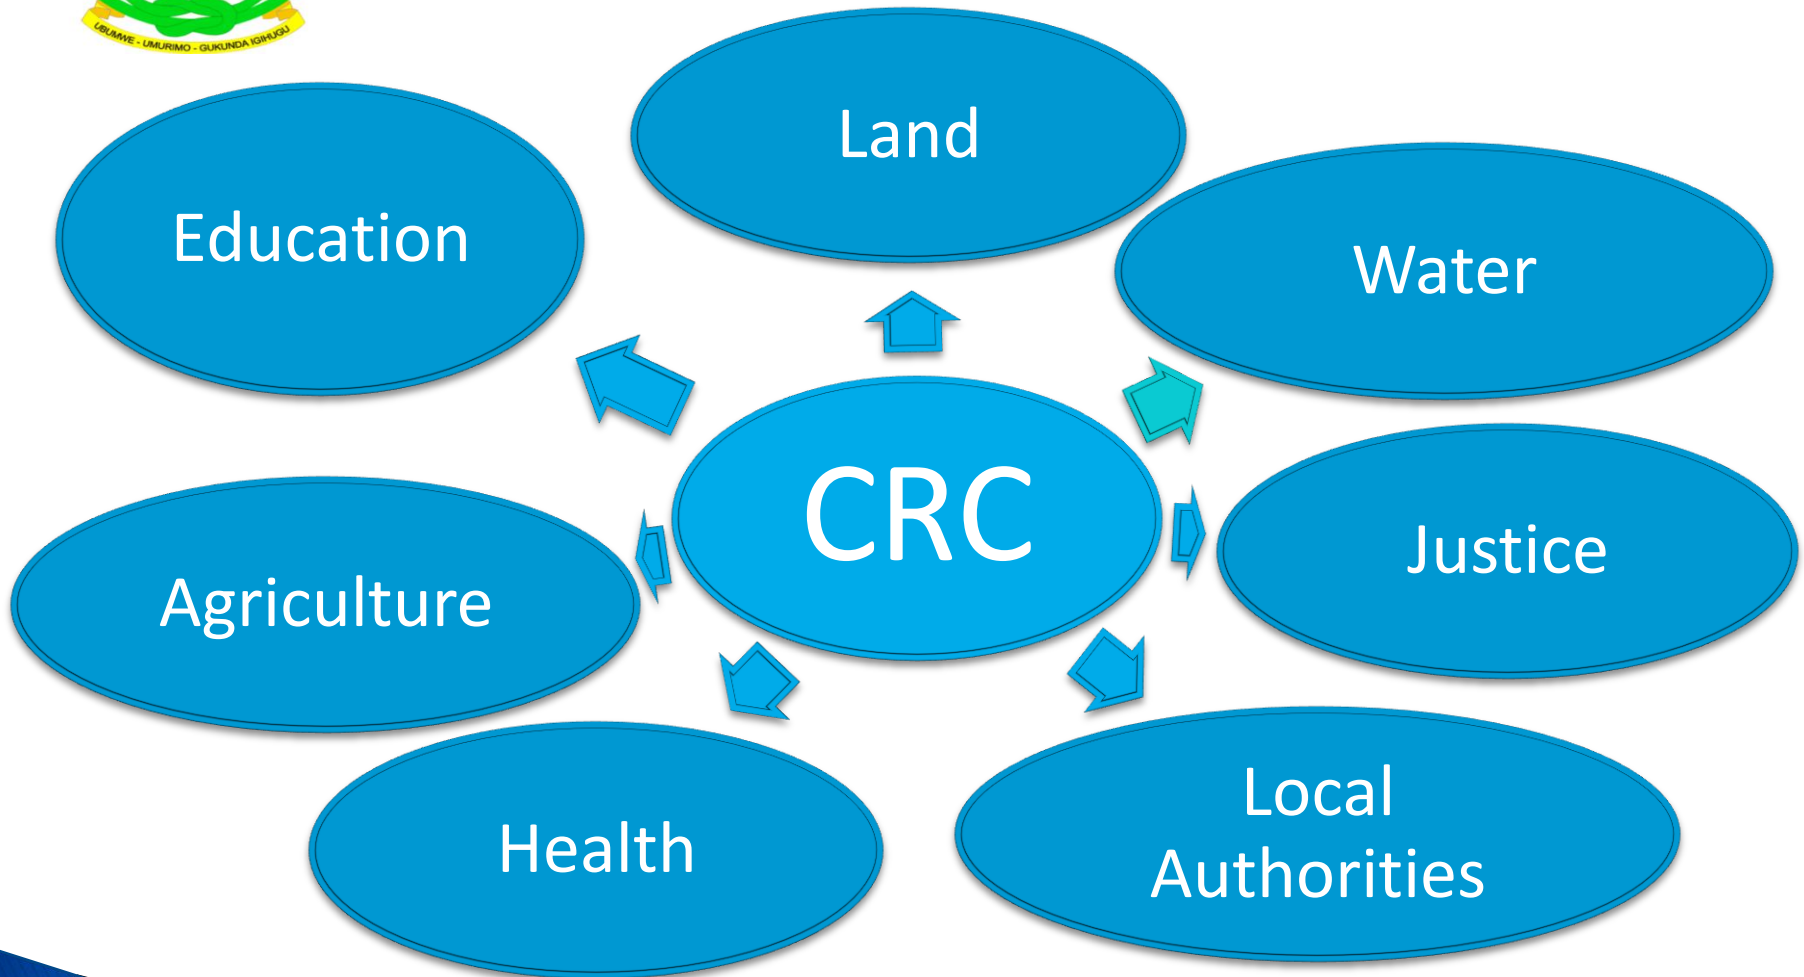 UBUMWE - UMURIMO - GUKUNDA IGIHUGU
Land
Education
Water
CRC
Justice
Agriculture
Local
Authorities
Health